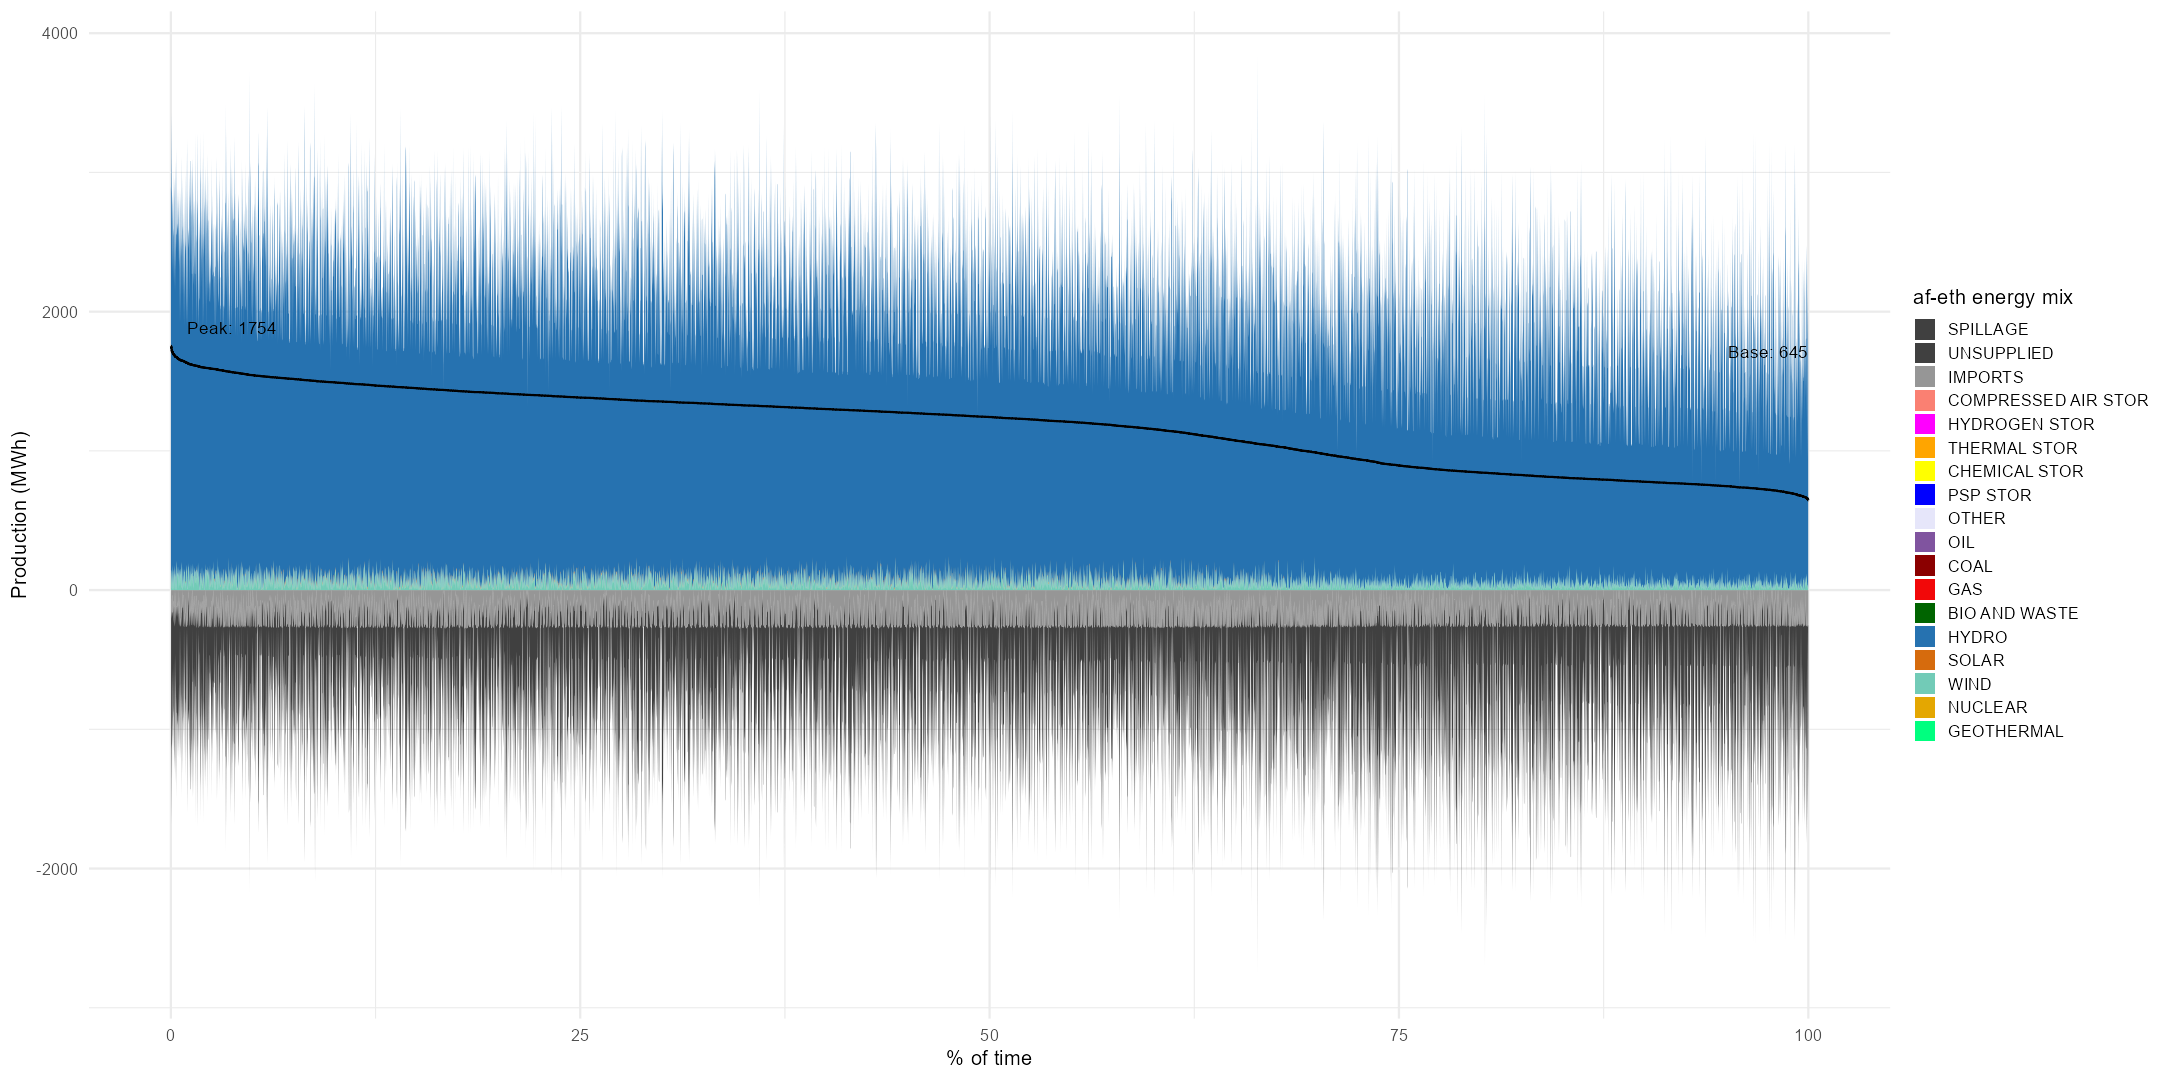 4000
2000
0
-2000
Production (MWh)
Peak: 1754
Base: 645
0
25
50
75
100
% of time
af-eth energy mix
SPILLAGE
UNSUPPLIED
IMPORTS
COMPRESSED AIR STOR
HYDROGEN STOR
THERMAL STOR
CHEMICAL STOR
PSP STOR
OTHER
OIL
COAL
GAS
BIO AND WASTE
HYDRO
SOLAR
WIND
NUCLEAR
GEOTHERMAL